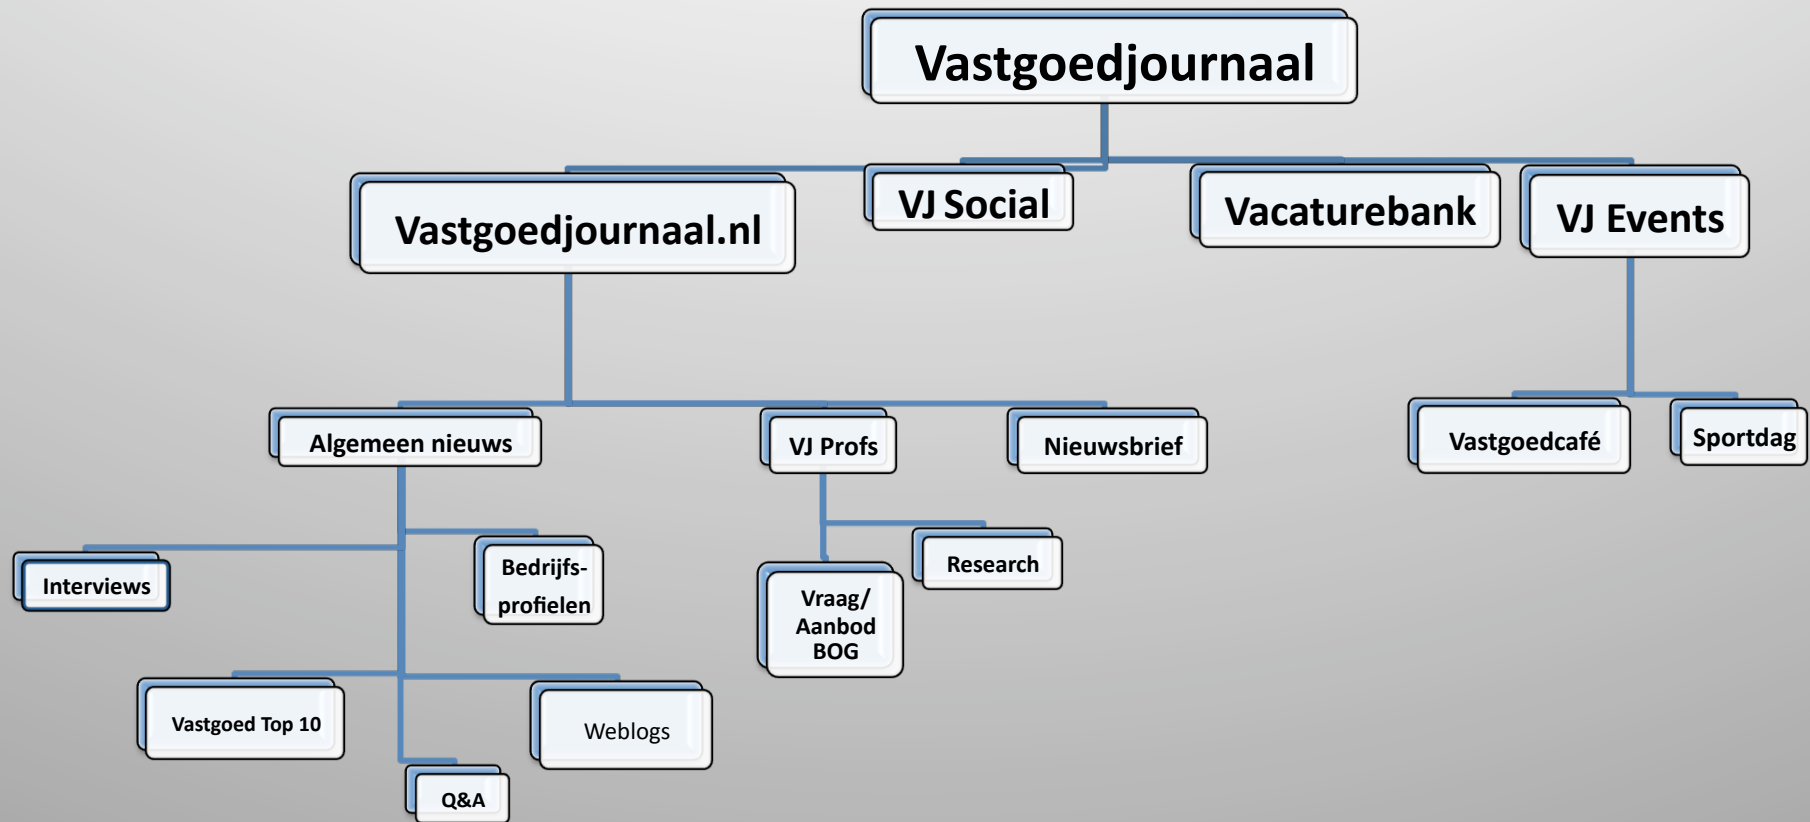 Vastgoedjournaal
Vastgoedjournaal.nl
VJ Social
Vacaturebank
VJ Events
Algemeen nieuws
VJ Profs
Nieuwsbrief
Vastgoedcafé
Sportdag
Interviews
Bedrijfs-
profielen
Vraag/
Aanbod
BOG
Research
Vastgoed Top 10
Weblogs
Q&A